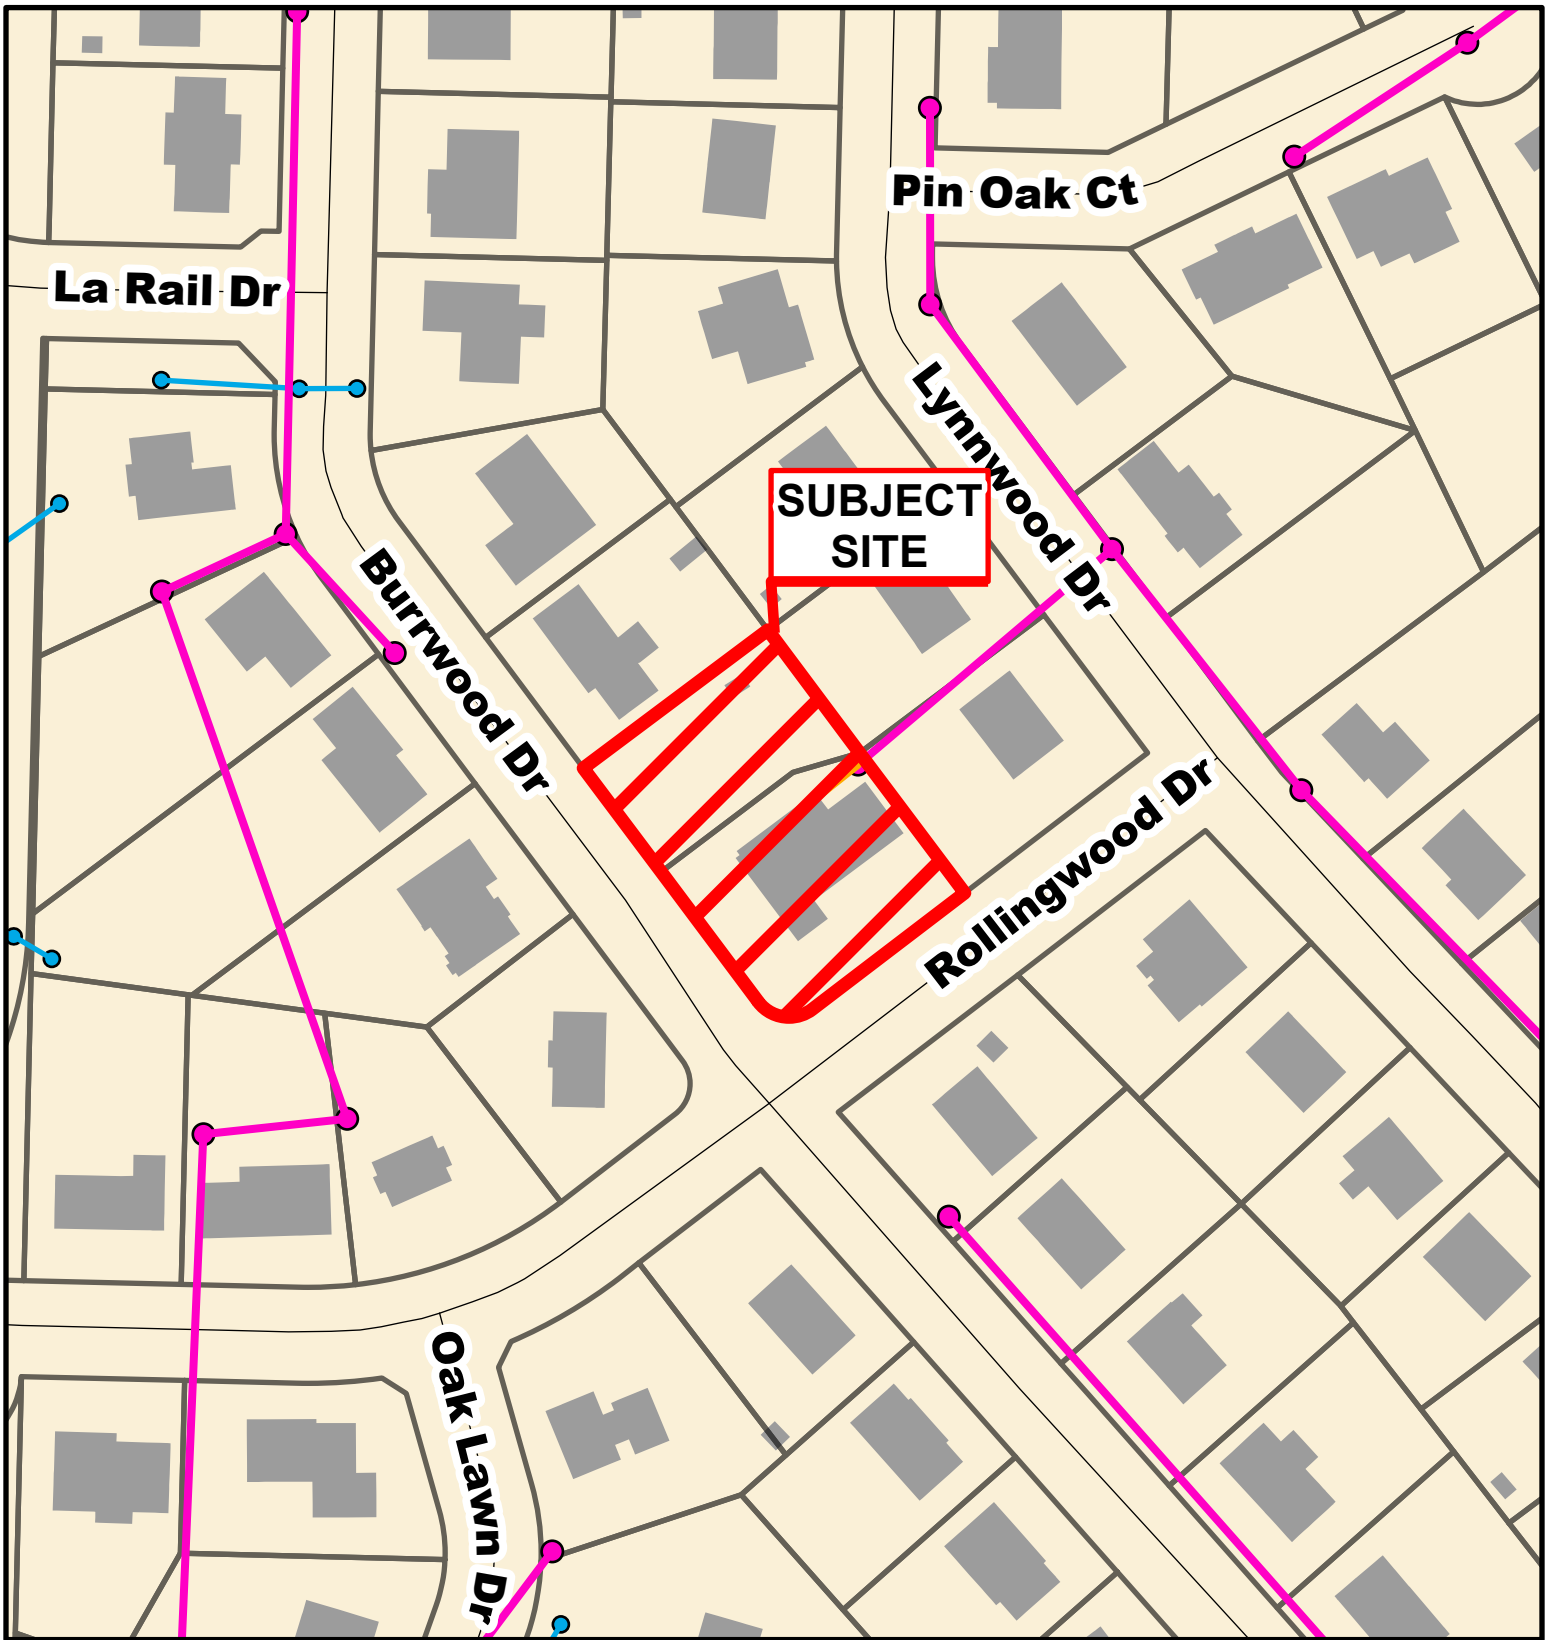 Pin Oak Ct
La Rail Dr
Lynnwood Dr
SUBJECT
SITE
Burrwood Dr
Rollingwood Dr
Oak Lawn Dr